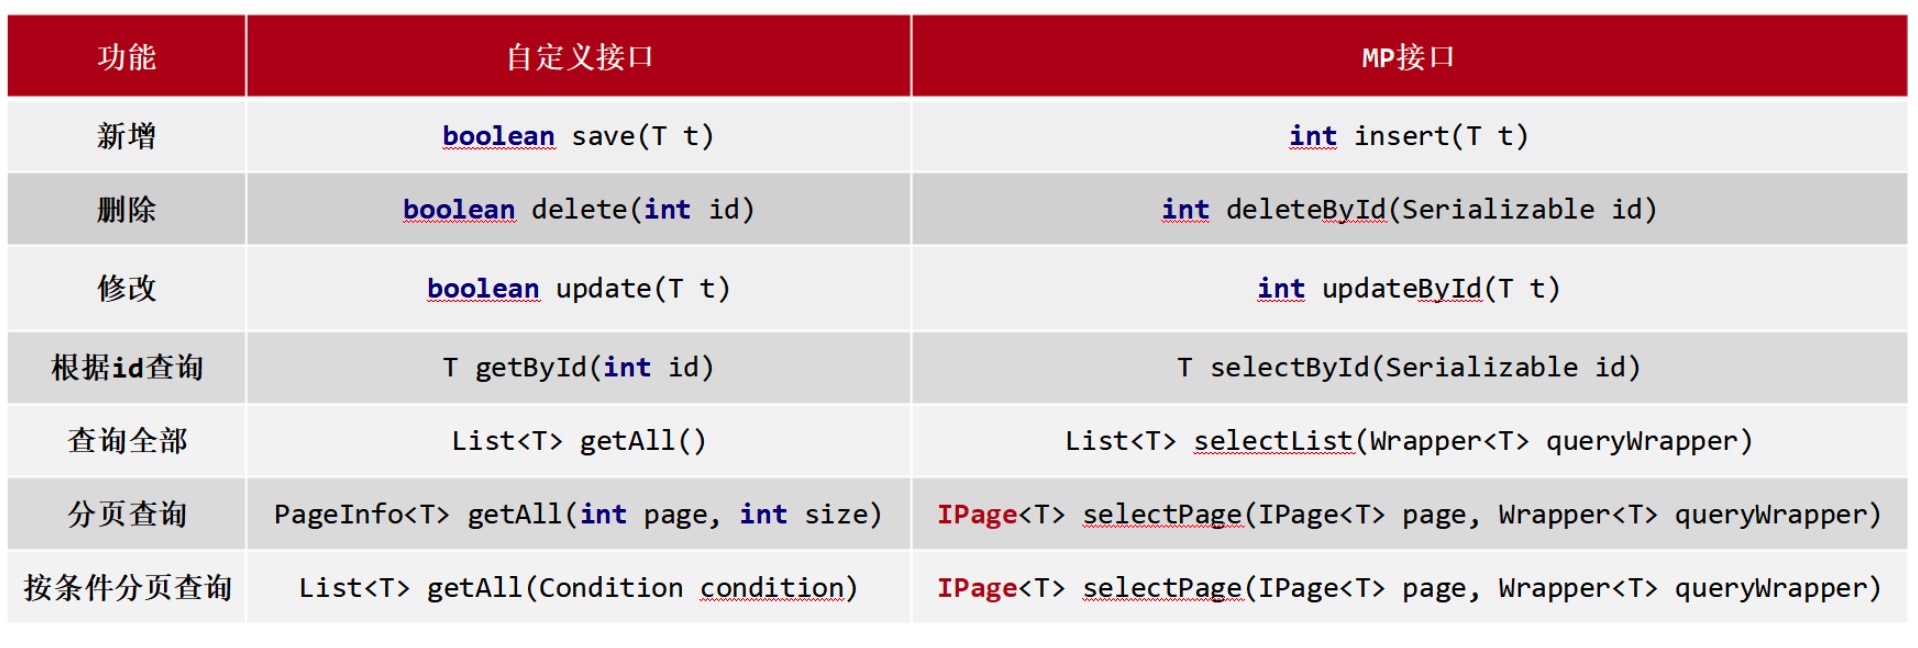 功能 自定义接口 MP接口
新增 boolean save(T t) int insert(T t)
删除 boolean delete(int id) int deleteById(Serializable id)
修改 boolean update(T t) int updateById(T t)
根据id查询 T getById(int id) T selectById(Serializable id)
查询全部 List<T> getAll() List<T> selectList(Wrapper<T> queryWrapper)
分页查询 PageInfo<T> getAll(int page, int size) IPage<T> selectPage(IPage<T> page, Wrapper<T> queryWrapper)
按条件分页查询 List<T> getAll(Condition condition) IPage<T> selectPage(IPage<T> page, Wrapper<T> queryWrapper)